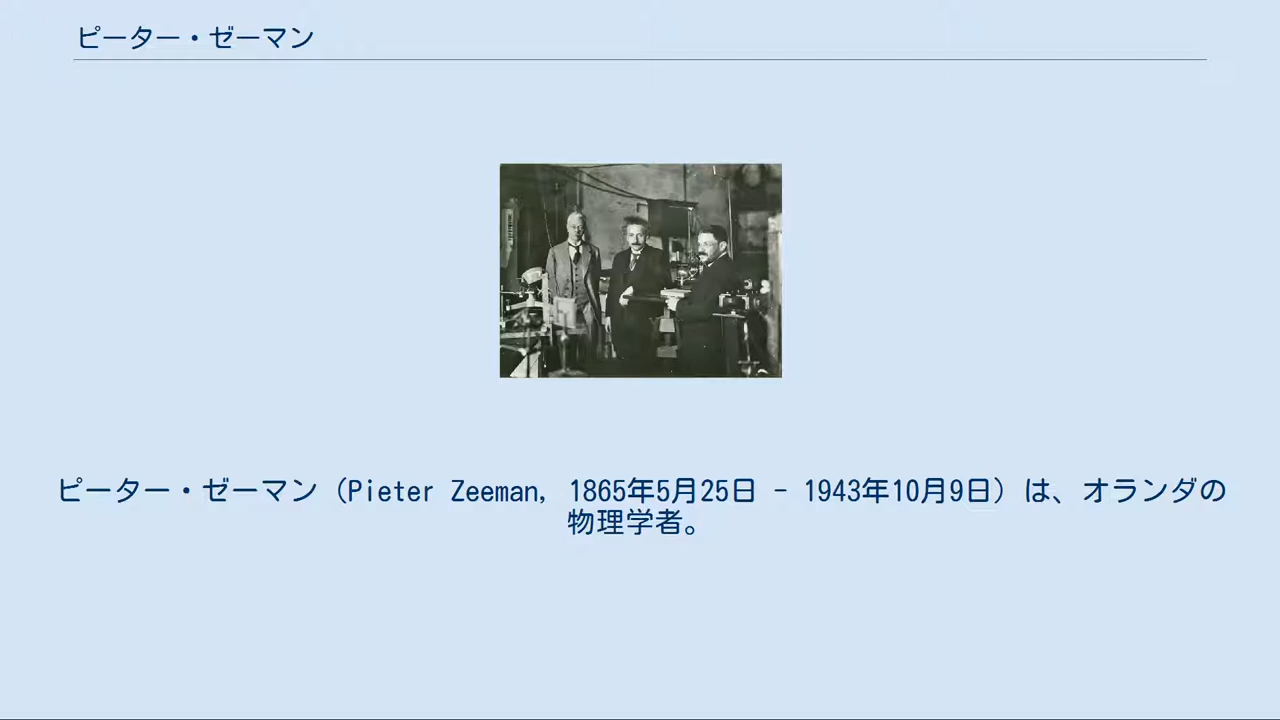 ピーター・ゼーマン
ピーター・ゼーマン（Pieter Zeeman, 1865年5月25日 - 1943年10月9日）は、オランダの
物理学者。